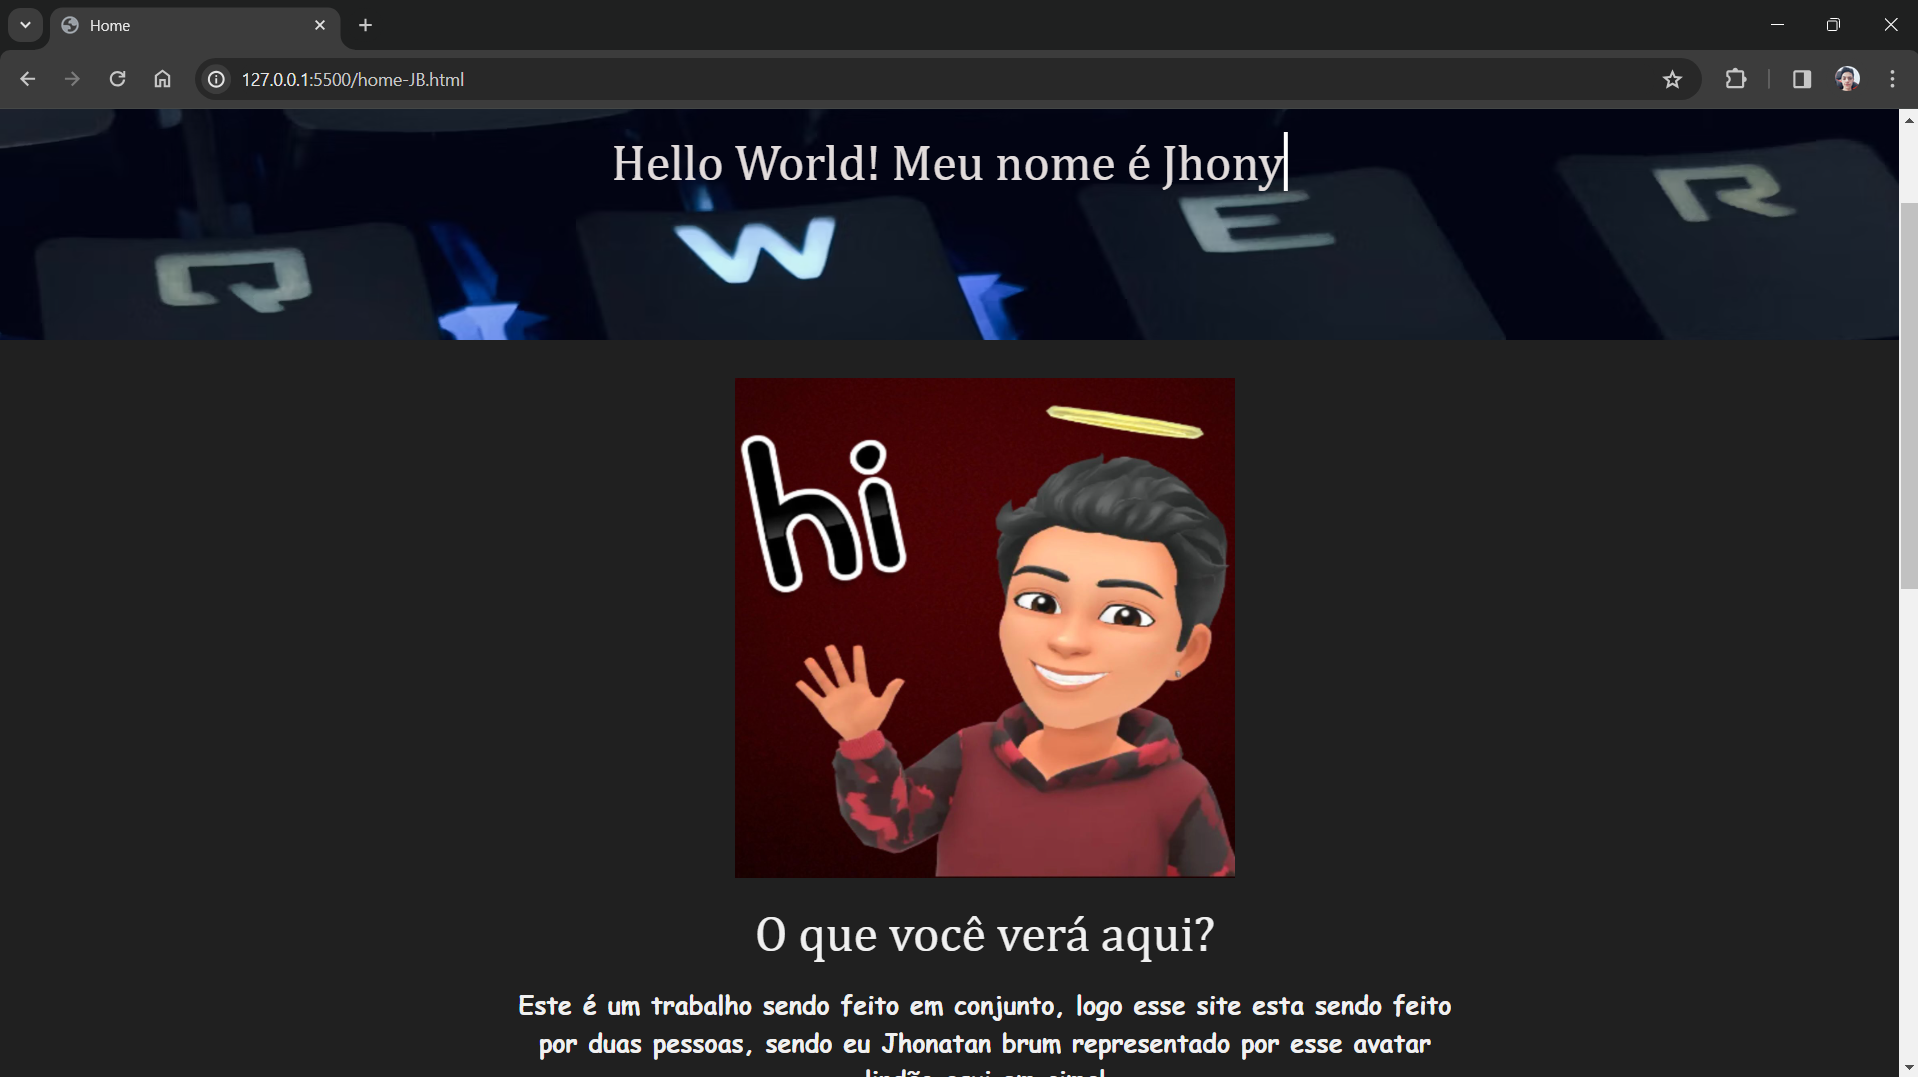 Home
127.0.0.1:5500/home-JB.html
Hello World! Meu nome é Jhony
Q W E R
hi
O que você verá aqui?
Este é um trabalho sendo feito em conjunto, logo esse site esta sendo feito
por duas pessoas, sendo eu Jhonatan brum representado por esse avatar